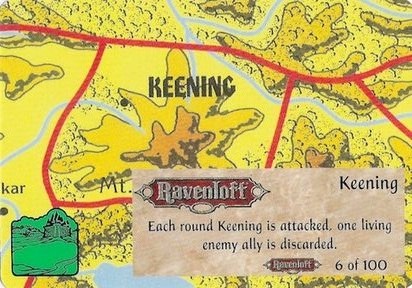 KEENING
kar
Mt.
Ravenloft
Keening
Each round Keening is attacked, one living
enemy ally is discarded.
Ravenloft
6 of 100